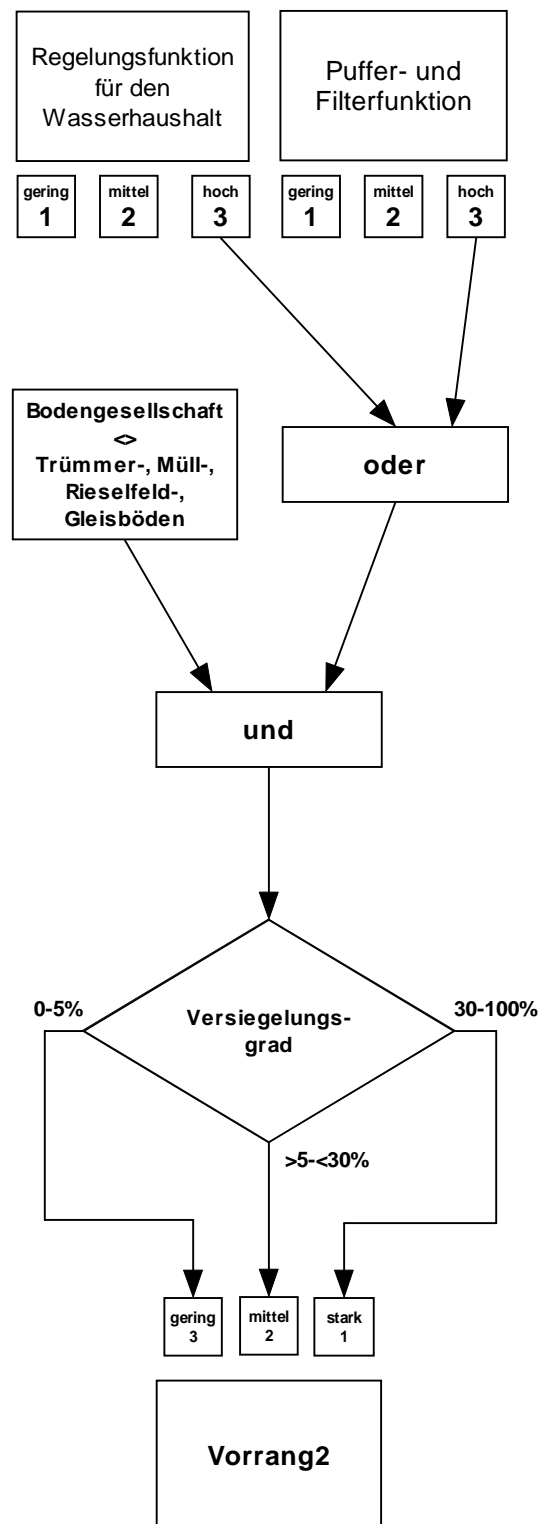 Regelungsfunktion
für den
Wasserhaushalt
Puffer- und
Filterfunktion
gering
1
mittel
2
hoch
3
gering
1
mittel
2
hoch
3
Bodengesellschaft
<>
Trümmer-, Müll-,
Rieselfeld-,
Gleisböden
oder
und
0-5%
Versiegelungs-
grad
30-100%
>5-<30%
gering
3
mittel
2
stark
1
Vorrang2